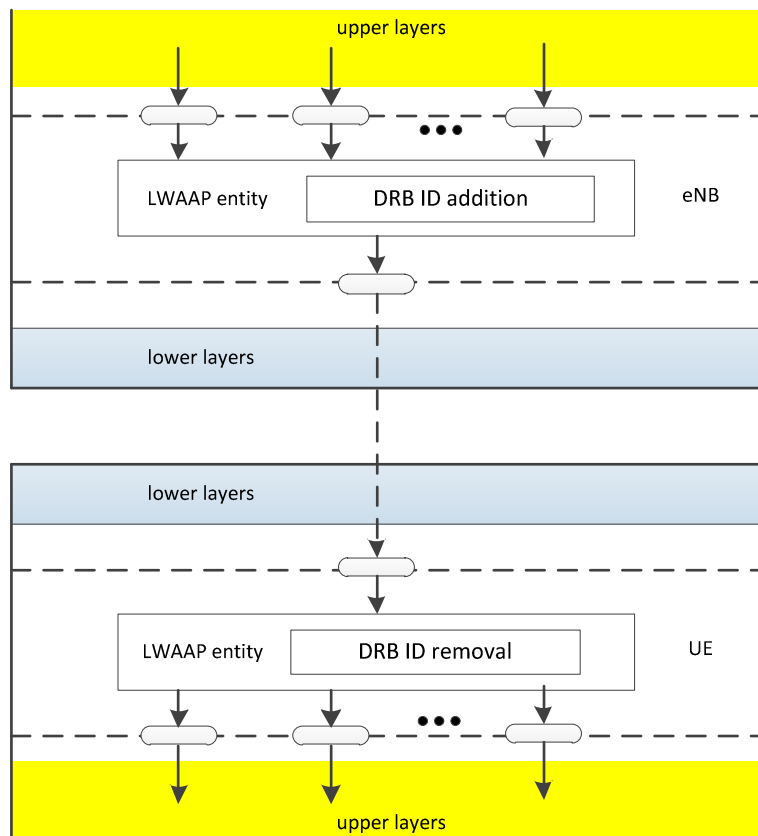 upper layers
LWAAP entity
DRB ID addition
eNB
lower layers
lower layers
LWAAP entity
DRB ID removal
UE
upper layers